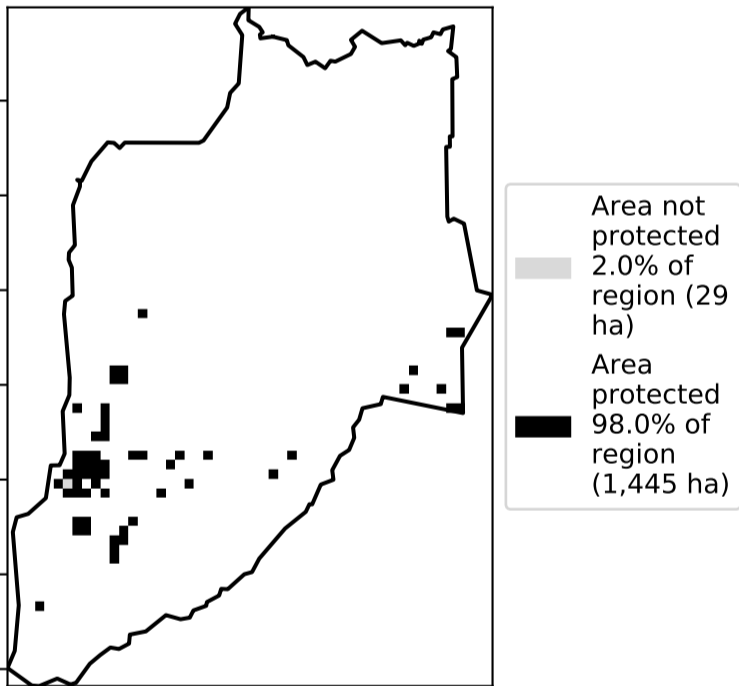 Area not
protected
2.0% of
region (29
ha)
Area
protected
98.0% of
region
(1,445 ha)